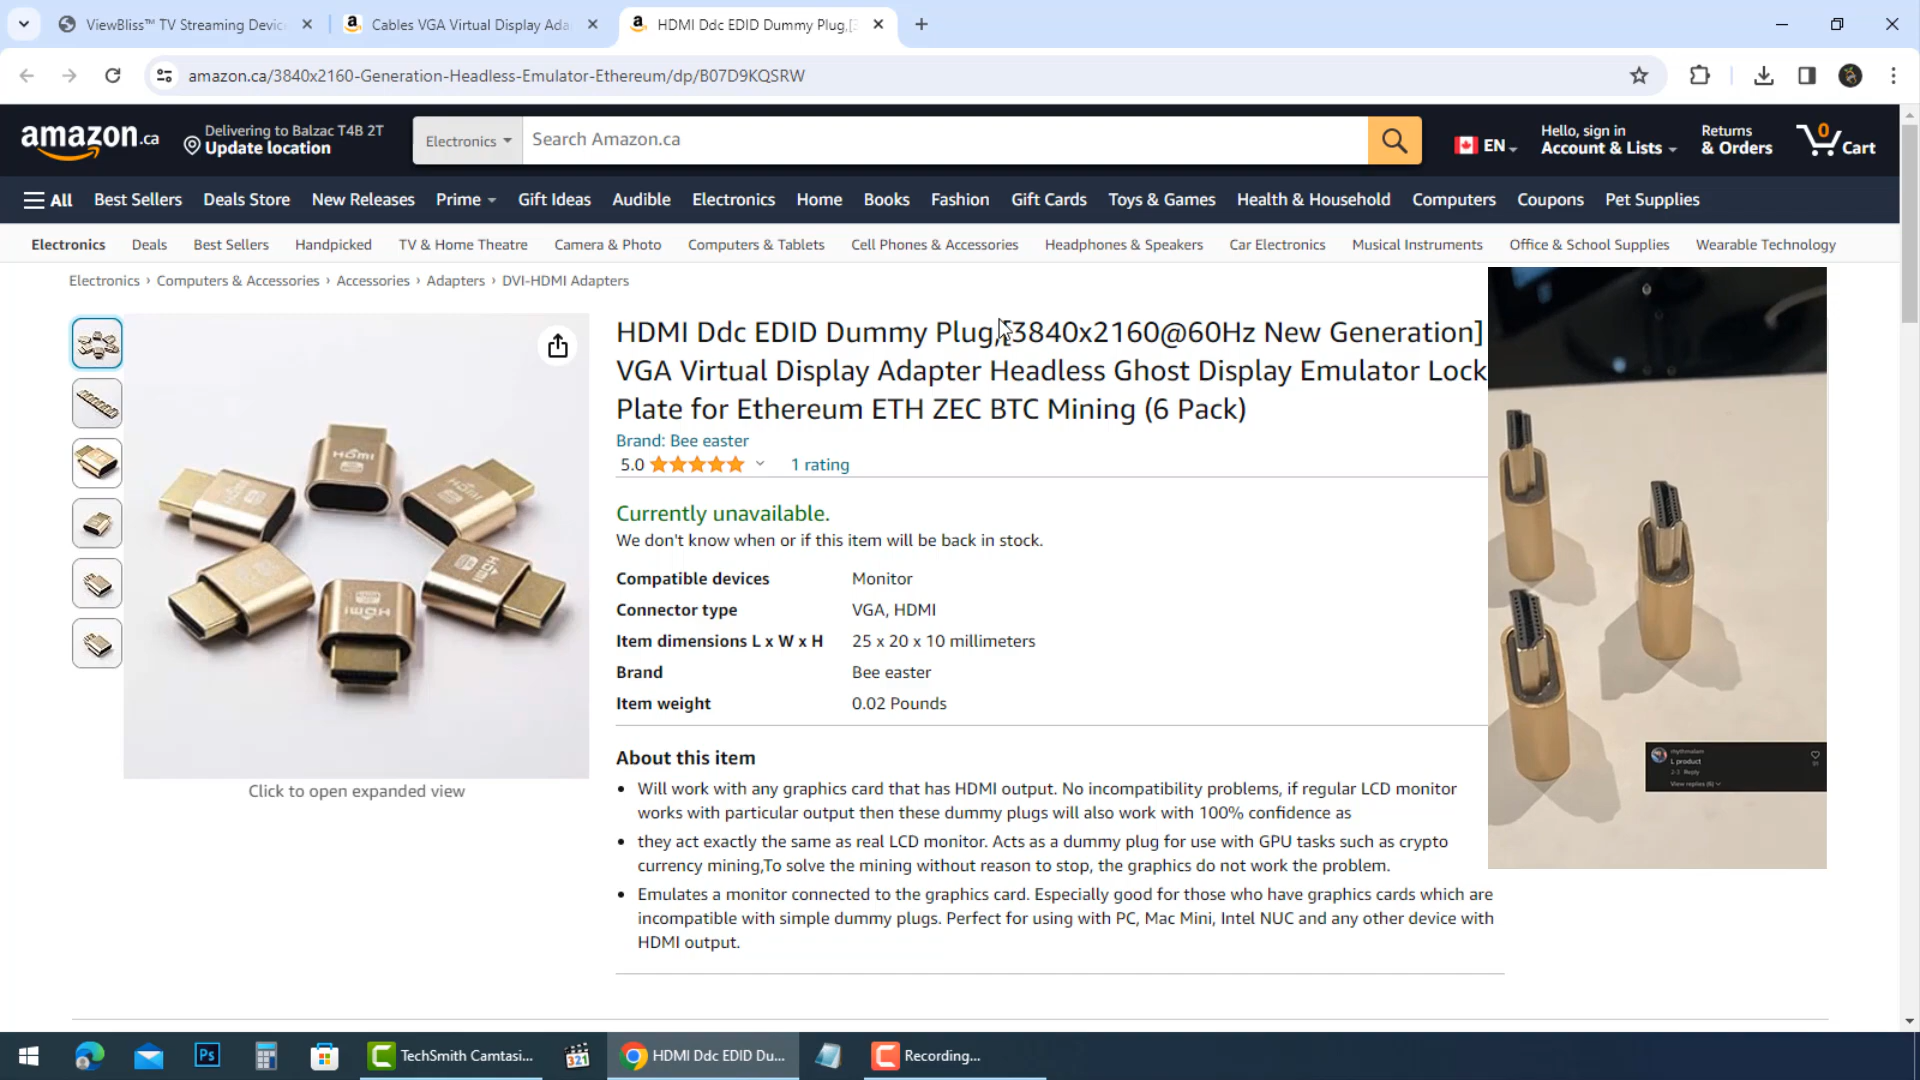 ViewBliss™ TV Streaming Device
Cables VGA Virtual Display Ada
HDMI Ddc EDID Dummy Plug,[3
amazon.ca/3840x2160-Generation-Headless-Emulator-Ethereum/dp/B07D9KQSRW
amazon.ca
Delivering to Balzac T4B 2T
Update location
Electronics
Search Amazon.ca
EN
Hello, sign in
Account & Lists
Returns
& Orders
0
Cart
All
Best Sellers
Deals Store
New Releases
Prime
Gift Ideas
Audible
Electronics
Home
Books
Fashion
Gift Cards
Toys & Games
Health & Household
Computers
Coupons
Pet Supplies
Electronics
Deals
Best Sellers
Handpicked
TV & Home Theatre
Camera & Photo
Computers & Tablets
Cell Phones & Accessories
Headphones & Speakers
Car Electronics
Musical Instruments
Office & School Supplies
Wearable Technology
Electronics › Computers & Accessories › Accessories › Adapters › DVI-HDMI Adapters
HDMI Ddc EDID Dummy Plug,[3840x2160@60Hz New Generation]
VGA Virtual Display Adapter Headless Ghost Display Emulator Lock
Plate for Ethereum ETH ZEC BTC Mining (6 Pack)
Brand: Bee easter
5.0
1 rating
Currently unavailable.
We don't know when or if this item will be back in stock.
Compatible devices Monitor
Connector type VGA, HDMI
Item dimensions L x W x H 25 x 20 x 10 millimeters
Brand Bee easter
Item weight 0.02 Pounds
About this item
Will work with any graphics card that has HDMI output. No incompatibility problems, if regular LCD monitor
works with particular output then these dummy plugs will also work with 100% confidence as
they act exactly the same as real LCD monitor. Acts as a dummy plug for use with GPU tasks such as crypto
currency mining,To solve the mining without reason to stop, the graphics do not work the problem.
Emulates a monitor connected to the graphics card. Especially good for those who have graphics cards which are
incompatible with simple dummy plugs. Perfect for using with PC, Mac Mini, Intel NUC and any other device with
HDMI output.
HDMI
HDMI
Click to open expanded view
L product
2-3 Reply
View replies (6)
Ps
321
TechSmith Camtasi...
HDMI Ddc EDID Du...
Recording...